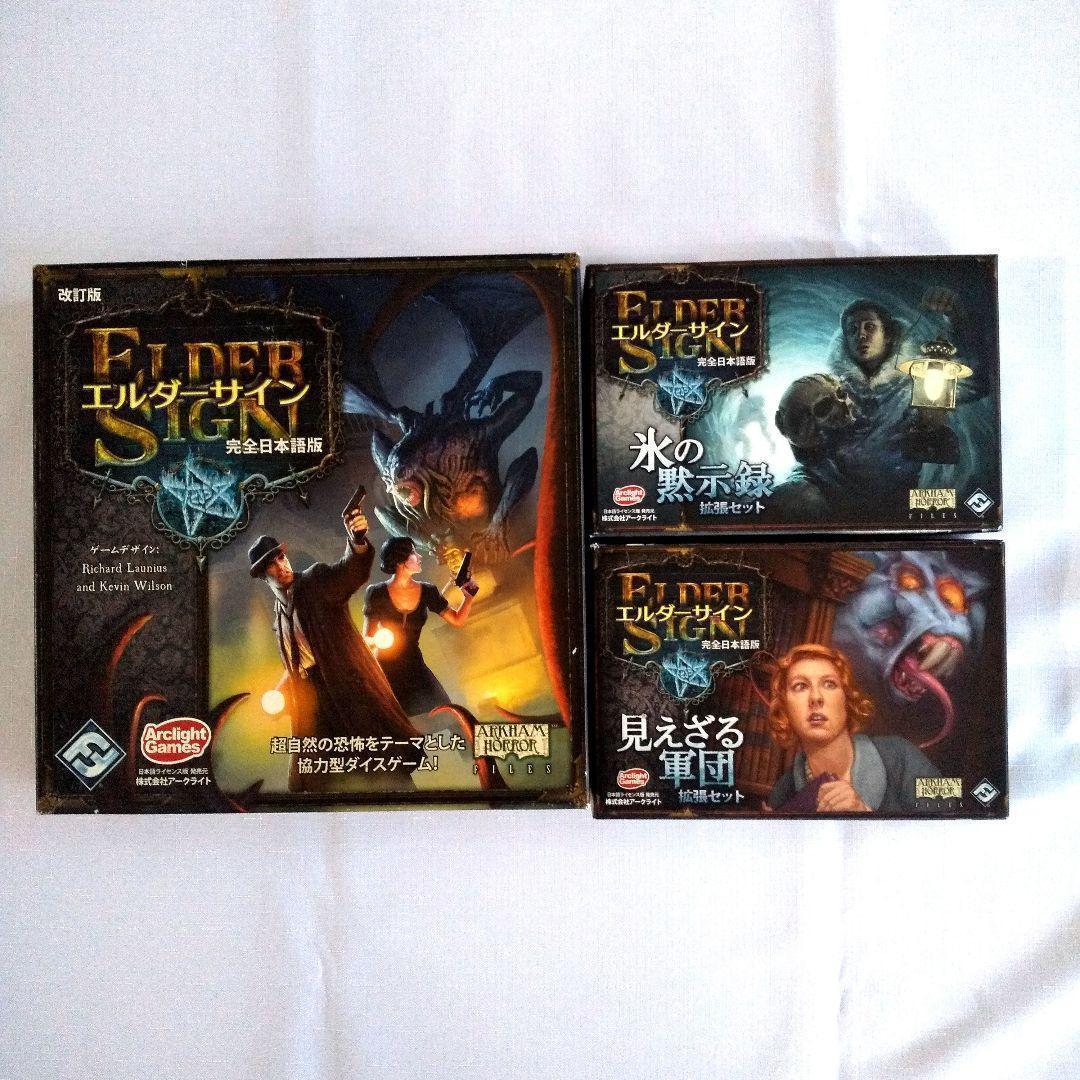 改訂版
ELDER
エルダーサイン
SIGN
完全日本語版
ゲームデザイン:
Richard Launius
and Kevin Wilson
Arclight
Games
日本語ライセンス版 発売元
株式会社アークライト
超自然の恐怖をテーマとした
協力型ダイスゲーム!
ARKHAM
HORROR
FILES
ELDER
エルダーサイン
SIGN
完全日本語版
氷の
黙示録
拡張セット
Arclight
Games
日本語ライセンス版 発売元
株式会社アークライト
ARKHAM
HORROR
FILES
ELDER
エルダーサイン
SIGN
完全日本語版
見えざる
軍団
拡張セット
Arclight
Games
日本語ライセンス版 発売元
株式会社アークライト
ARKHAM
HORROR
FILES